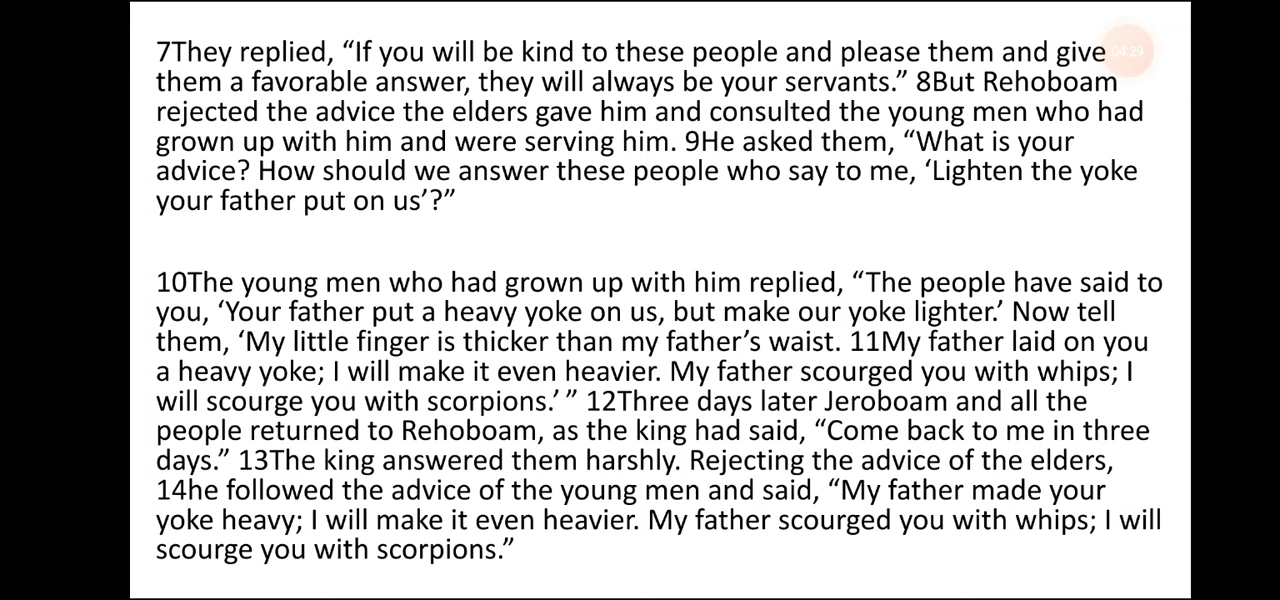 7They replied, “If you will be kind to these people and please them and give
04:29
them a favorable answer, they will always be your servants.” 8But Rehoboam
rejected the advice the elders gave him and consulted the young men who had
grown up with him and were serving him. 9He asked them, “What is your
advice? How should we answer these people who say to me, ‘Lighten the yoke
your father put on us’?”
10The young men who had grown up with him replied, “The people have said to
you, ‘Your father put a heavy yoke on us, but make our yoke lighter.’ Now tell
them, ‘My little finger is thicker than my father’s waist. 11My father laid on you
a heavy yoke; I will make it even heavier. My father scourged you with whips; I
will scourge you with scorpions.’ ” 12Three days later Jeroboam and all the
people returned to Rehoboam, as the king had said, “Come back to me in three
days.” 13The king answered them harshly. Rejecting the advice of the elders,
14he followed the advice of the young men and said, “My father made your
yoke heavy; I will make it even heavier. My father scourged you with whips; I will
scourge you with scorpions.”